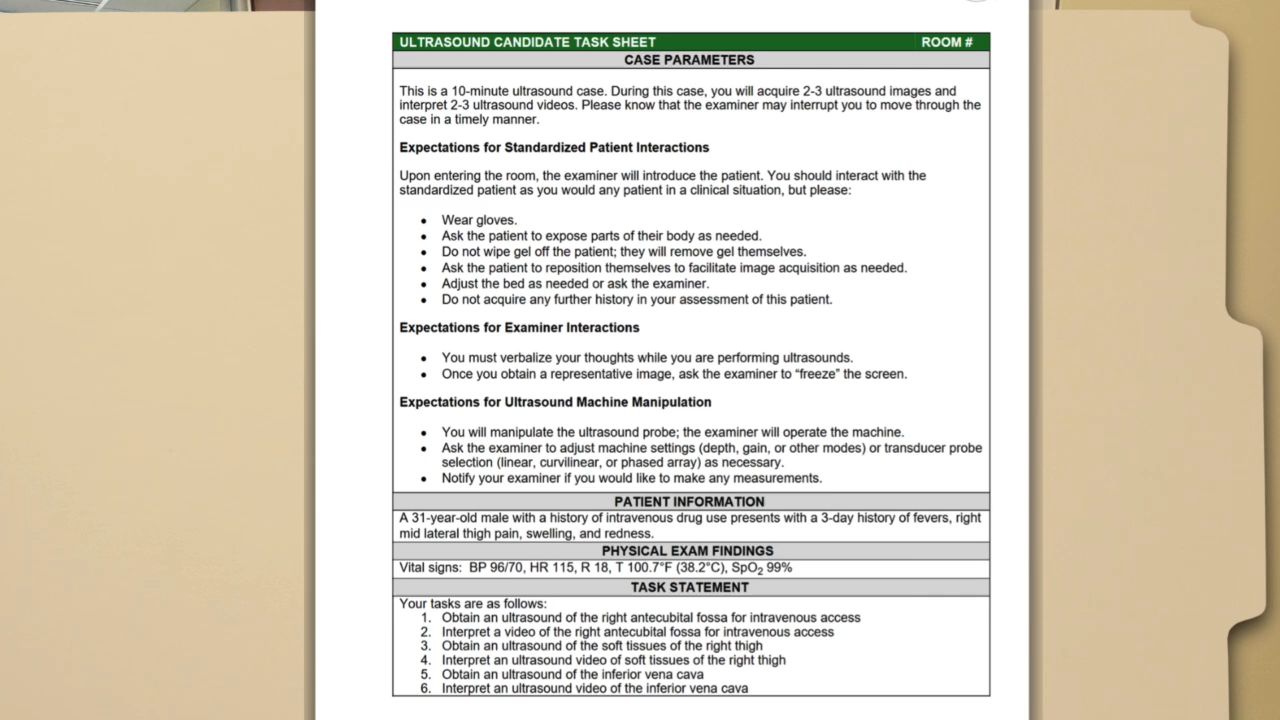 ULTRASOUND CANDIDATE TASK SHEET ROOM #
CASE PARAMETERS
This is a 10-minute ultrasound case. During this case, you will acquire 2-3 ultrasound images and
interpret 2-3 ultrasound videos. Please know that the examiner may interrupt you to move through the
case in a timely manner.
Expectations for Standardized Patient Interactions
Upon entering the room, the examiner will introduce the patient. You should interact with the
standardized patient as you would any patient in a clinical situation, but please:
• Wear gloves.
• Ask the patient to expose parts of their body as needed.
• Do not wipe gel off the patient; they will remove gel themselves.
• Ask the patient to reposition themselves to facilitate image acquisition as needed.
• Adjust the bed as needed or ask the examiner.
• Do not acquire any further history in your assessment of this patient.
Expectations for Examiner Interactions
• You must verbalize your thoughts while you are performing ultrasounds.
• Once you obtain a representative image, ask the examiner to “freeze” the screen.
Expectations for Ultrasound Machine Manipulation
• You will manipulate the ultrasound probe; the examiner will operate the machine.
• Ask the examiner to adjust machine settings (depth, gain, or other modes) or transducer probe
selection (linear, curvilinear, or phased array) as necessary.
• Notify your examiner if you would like to make any measurements.
PATIENT INFORMATION
A 31-year-old male with a history of intravenous drug use presents with a 3-day history of fevers, right
mid lateral thigh pain, swelling, and redness.
PHYSICAL EXAM FINDINGS
Vital signs: BP 96/70, HR 115, R 18, T 100.7°F (38.2°C), SpO₂ 99%
TASK STATEMENT
Your tasks are as follows:
1. Obtain an ultrasound of the right antecubital fossa for intravenous access
2. Interpret a video of the right antecubital fossa for intravenous access
3. Obtain an ultrasound of the soft tissues of the right thigh
4. Interpret an ultrasound video of soft tissues of the right thigh
5. Obtain an ultrasound of the inferior vena cava
6. Interpret an ultrasound video of the inferior vena cava